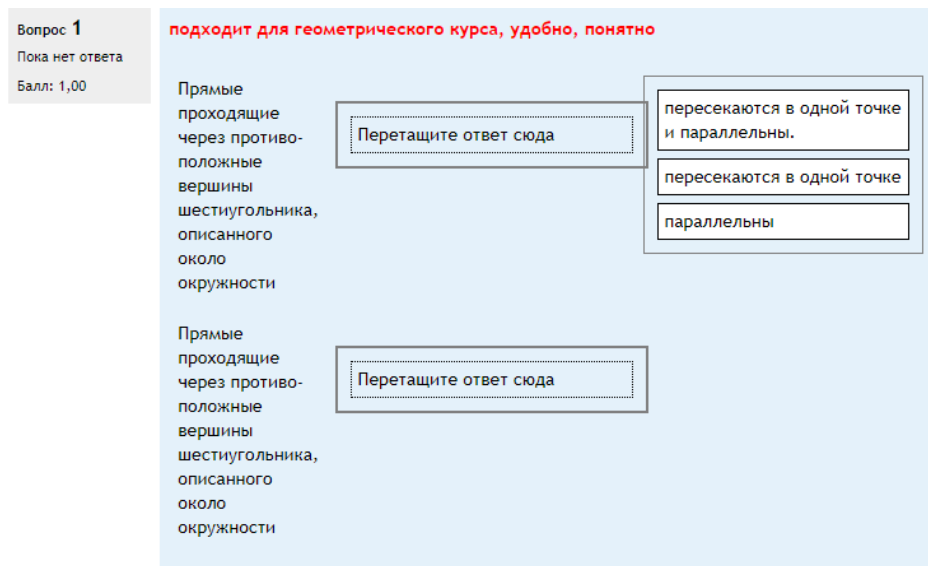 Вопрос 1
Пока нет ответа
Балл: 1,00
подходит для геометрического курса, удобно, понятно
Прямые
проходящие
через противо-
положные
вершины
шестиугольника,
описанного
около
окружности
Перетащите ответ сюда
пересекаются в одной точке
и параллельны.
пересекаются в одной точке
параллельны
Прямые
проходящие
через противо-
положные
вершины
шестиугольника,
описанного
около
окружности
Перетащите ответ сюда